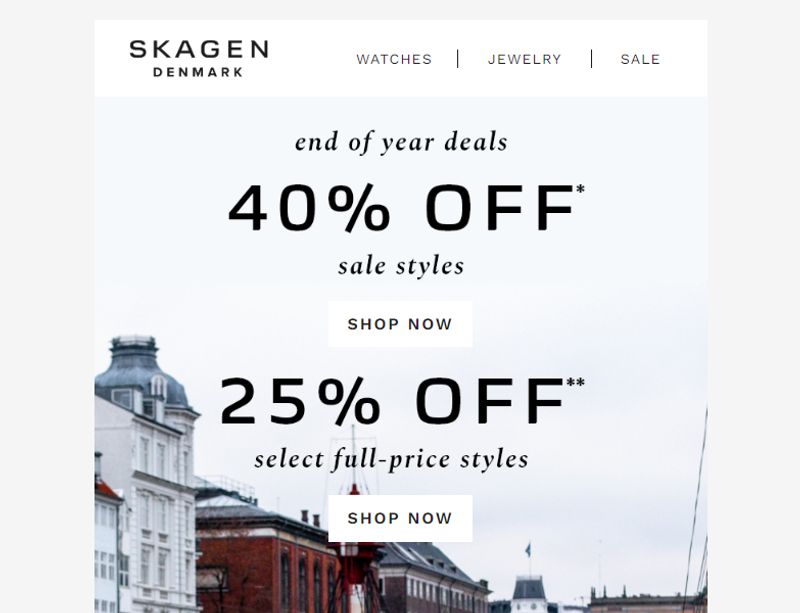 SKAGEN
DENMARK
WATCHES | JEWELRY | SALE
end of year deals
40% OFF*
sale styles
SHOP NOW
25% OFF**
select full-price styles
SHOP NOW